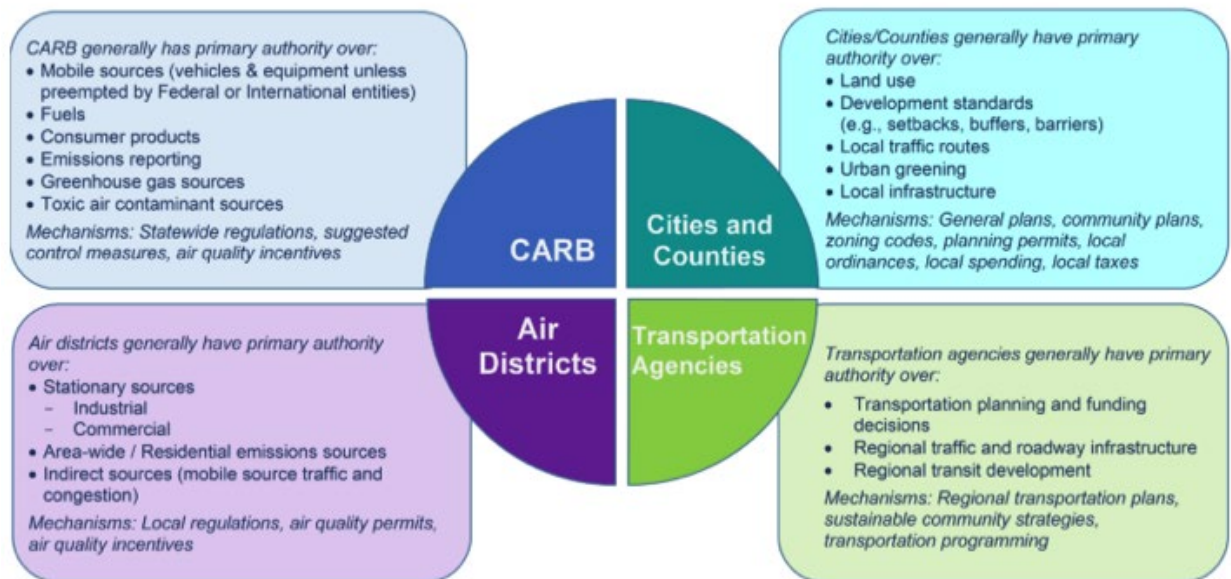 CARB generally has primary authority over:
• Mobile sources (vehicles & equipment unless
preempted by Federal or International entities)
• Fuels
• Consumer products
• Emissions reporting
• Greenhouse gas sources
• Toxic air contaminant sources
Mechanisms: Statewide regulations, suggested
control measures, air quality incentives
CARB
Cities and
Counties
Cities/Counties generally have primary
authority over:
• Land use
• Development standards
(e.g., setbacks, buffers, barriers)
• Local traffic routes
• Urban greening
• Local infrastructure
Mechanisms: General plans, community plans,
zoning codes, planning permits, local
ordinances, local spending, local taxes
Air districts generally have primary authority
over:
• Stationary sources
- Industrial
- Commercial
• Area-wide / Residential emissions sources
• Indirect sources (mobile source traffic and
congestion)
Mechanisms: Local regulations, air quality permits,
air quality incentives
Air
Districts
Transportation
Agencies
Transportation agencies generally have primary
authority over:
• Transportation planning and funding
decisions
• Regional traffic and roadway infrastructure
• Regional transit development
Mechanisms: Regional transportation plans,
sustainable community strategies,
transportation programming